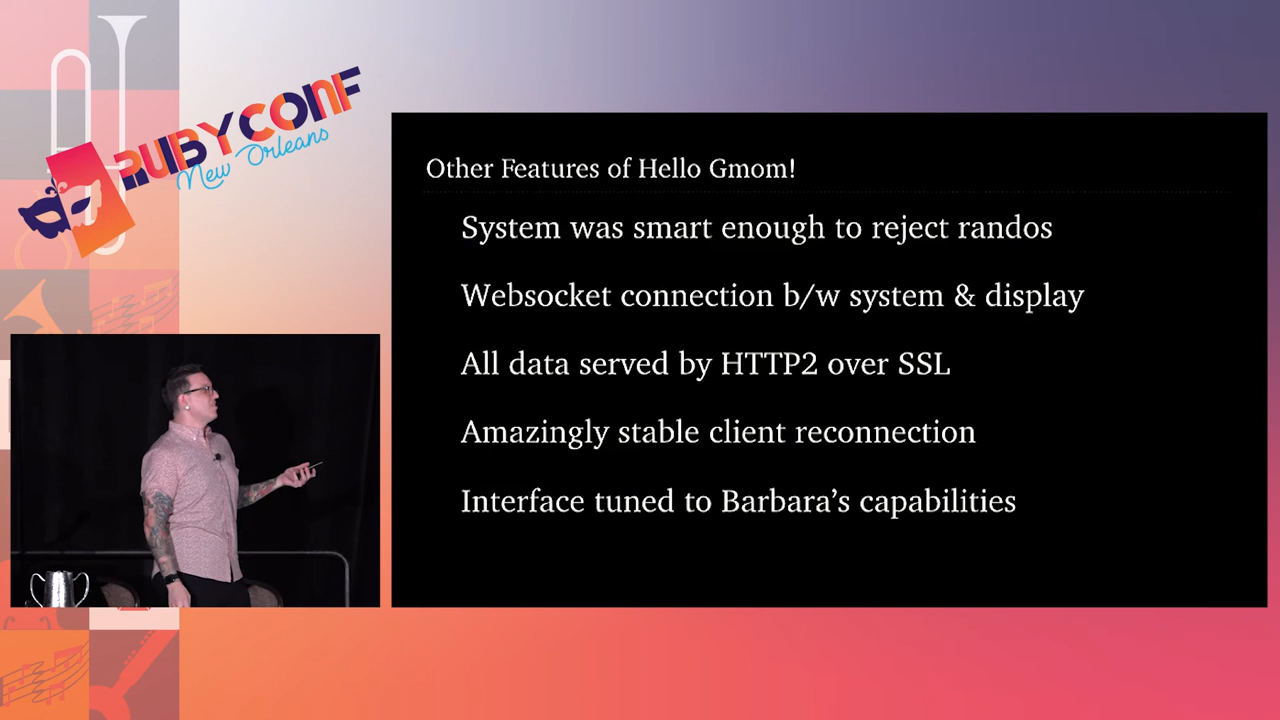 RUBYCONF
New Orleans
Other Features of Hello Gmom!
System was smart enough to reject randos
Websocket connection b/w system & display
All data served by HTTP2 over SSL
Amazingly stable client reconnection
Interface tuned to Barbara’s capabilities